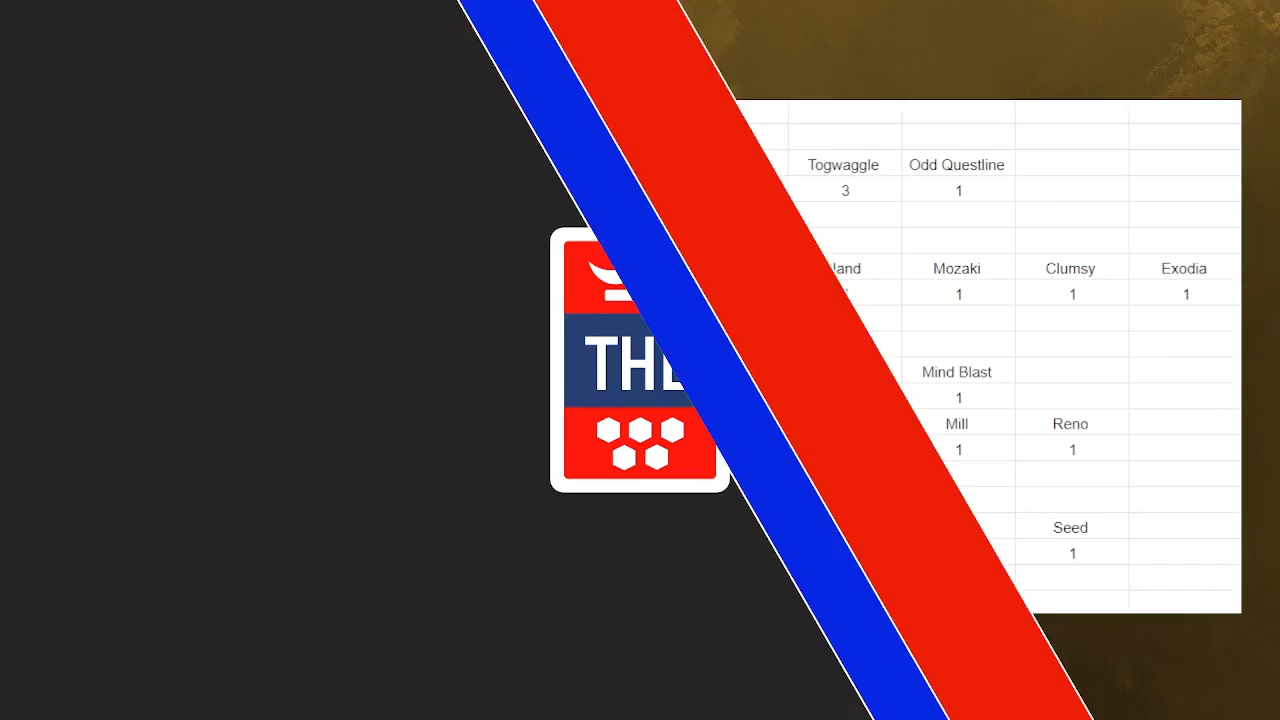 Togwaggle Odd Questline
3 1
Mozaki Clumsy Exodia
1 1 1
Mind Blast
1
Mill Reno
1 1
Seed
1